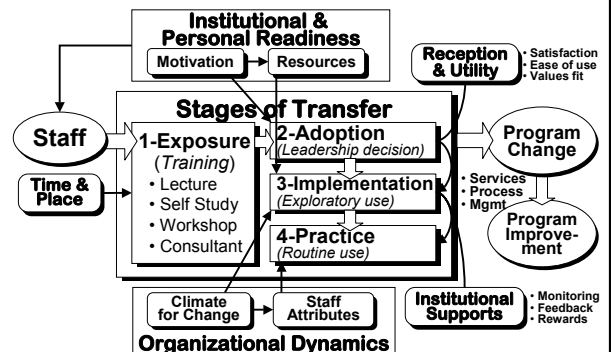 Institutional &
Personal Readiness
Motivation
Resources
Reception
& Utility
• Satisfaction
• Ease of use
• Values fit
Stages of Transfer
Staff
1-Exposure
(Training)
• Lecture
• Self Study
• Workshop
• Consultant
2-Adoption
(Leadership decision)
3-Implementation
(Exploratory use)
4-Practice
(Routine use)
Time &
Place
Program
Change
• Services
• Process
• Mgmt
Program
Improve-
ment
Climate
for Change
Staff
Attributes
Organizational Dynamics
Institutional
Supports
• Monitoring
• Feedback
• Rewards